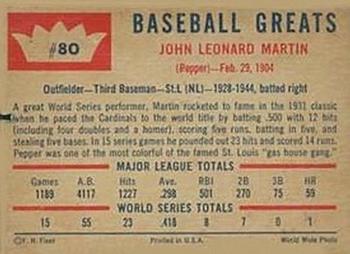 #80
BASEBALL GREATS
JOHN LEONARD MARTIN
(Pepper)—Feb. 29, 1904
Outfielder—Third Baseman—St.L (NL)—1928-1944, batted right
A great World Series performer, Martin rocketed to fame in the 1931 classic
when he paced the Cardinals to the world title by batting .500 with 12 hits
(including four doubles and a homer), scoring five runs, batting in five, and
stealing five bases. In 15 series games he pounded out 23 hits and scored 14 runs.
Pepper was one of the most colorful of the famed St. Louis "gas house gang."
MAJOR LEAGUE TOTALS
Games A.B. Hits Pct. RBI 2B 3B HR
1189 4117 1227 .298 501 270 75 59
WORLD SERIES TOTALS
15 55 23 .418 8 7 0 1
©F. H. Fleer Printed in U.S.A. World Wide Photo